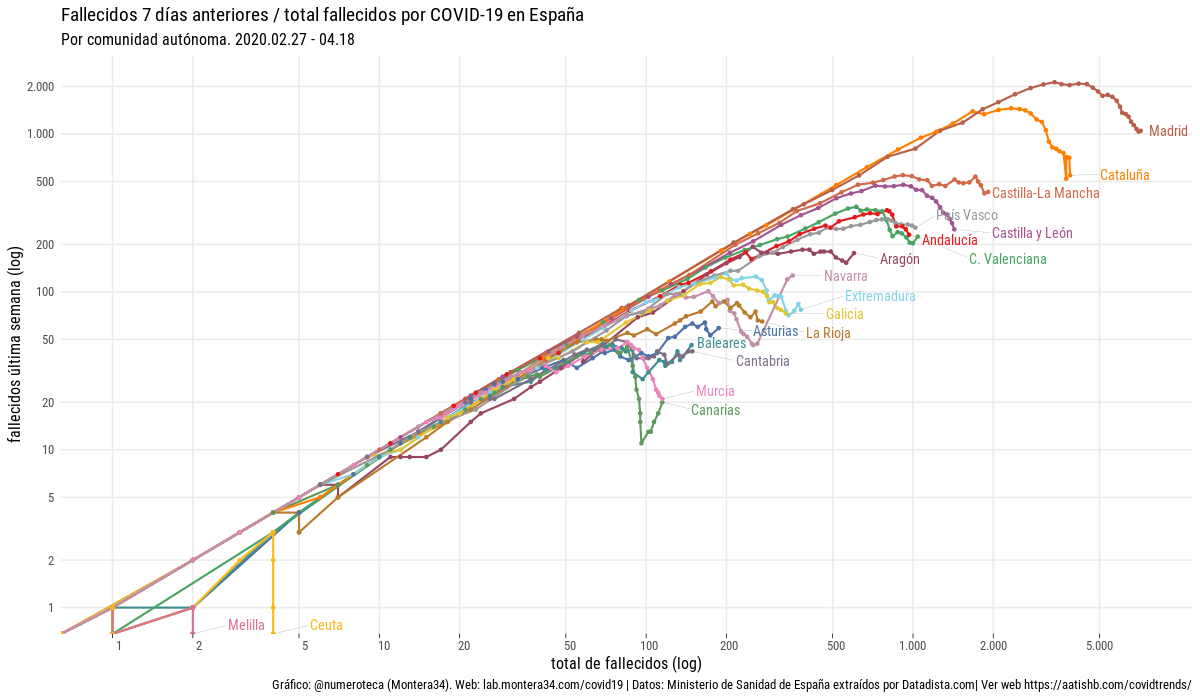 Fallecidos 7 días anteriores / total fallecidos por COVID-19 en España
Por comunidad autónoma. 2020.02.27 - 04.18
fallecidos última semana (log)
2.000
1.000
500
200
100
50
20
10
5
2
1
Madrid
Cataluña
Castilla-La Mancha
País Vasco
Castilla y León
Andalucía
C. Valenciana
Aragón
Navarra
Extremadura
Galicia
Asturias
La Rioja
Baleares
Cantabria
Murcia
Canarias
Melilla
Ceuta
1
2
5
10
20
50
100
200
500
1.000
2.000
5.000
total de fallecidos (log)
Gráfico: @numeroteca (Montera34). Web: lab.montera34.com/covid19 | Datos: Ministerio de Sanidad de España extraídos por Datadista.com| Ver web https://aatishb.com/covidtrends/